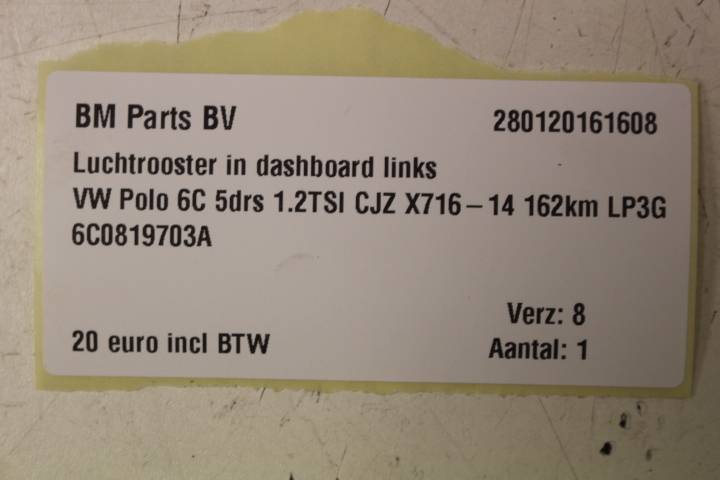 BM Parts BV 280120161608
Luchtrooster in dashboard links
VW Polo 6C 5drs 1.2TSI CJZ X716-14 162km LP3G
6C0819703A
Verz: 8
20 euro incl BTW Aantal: 1